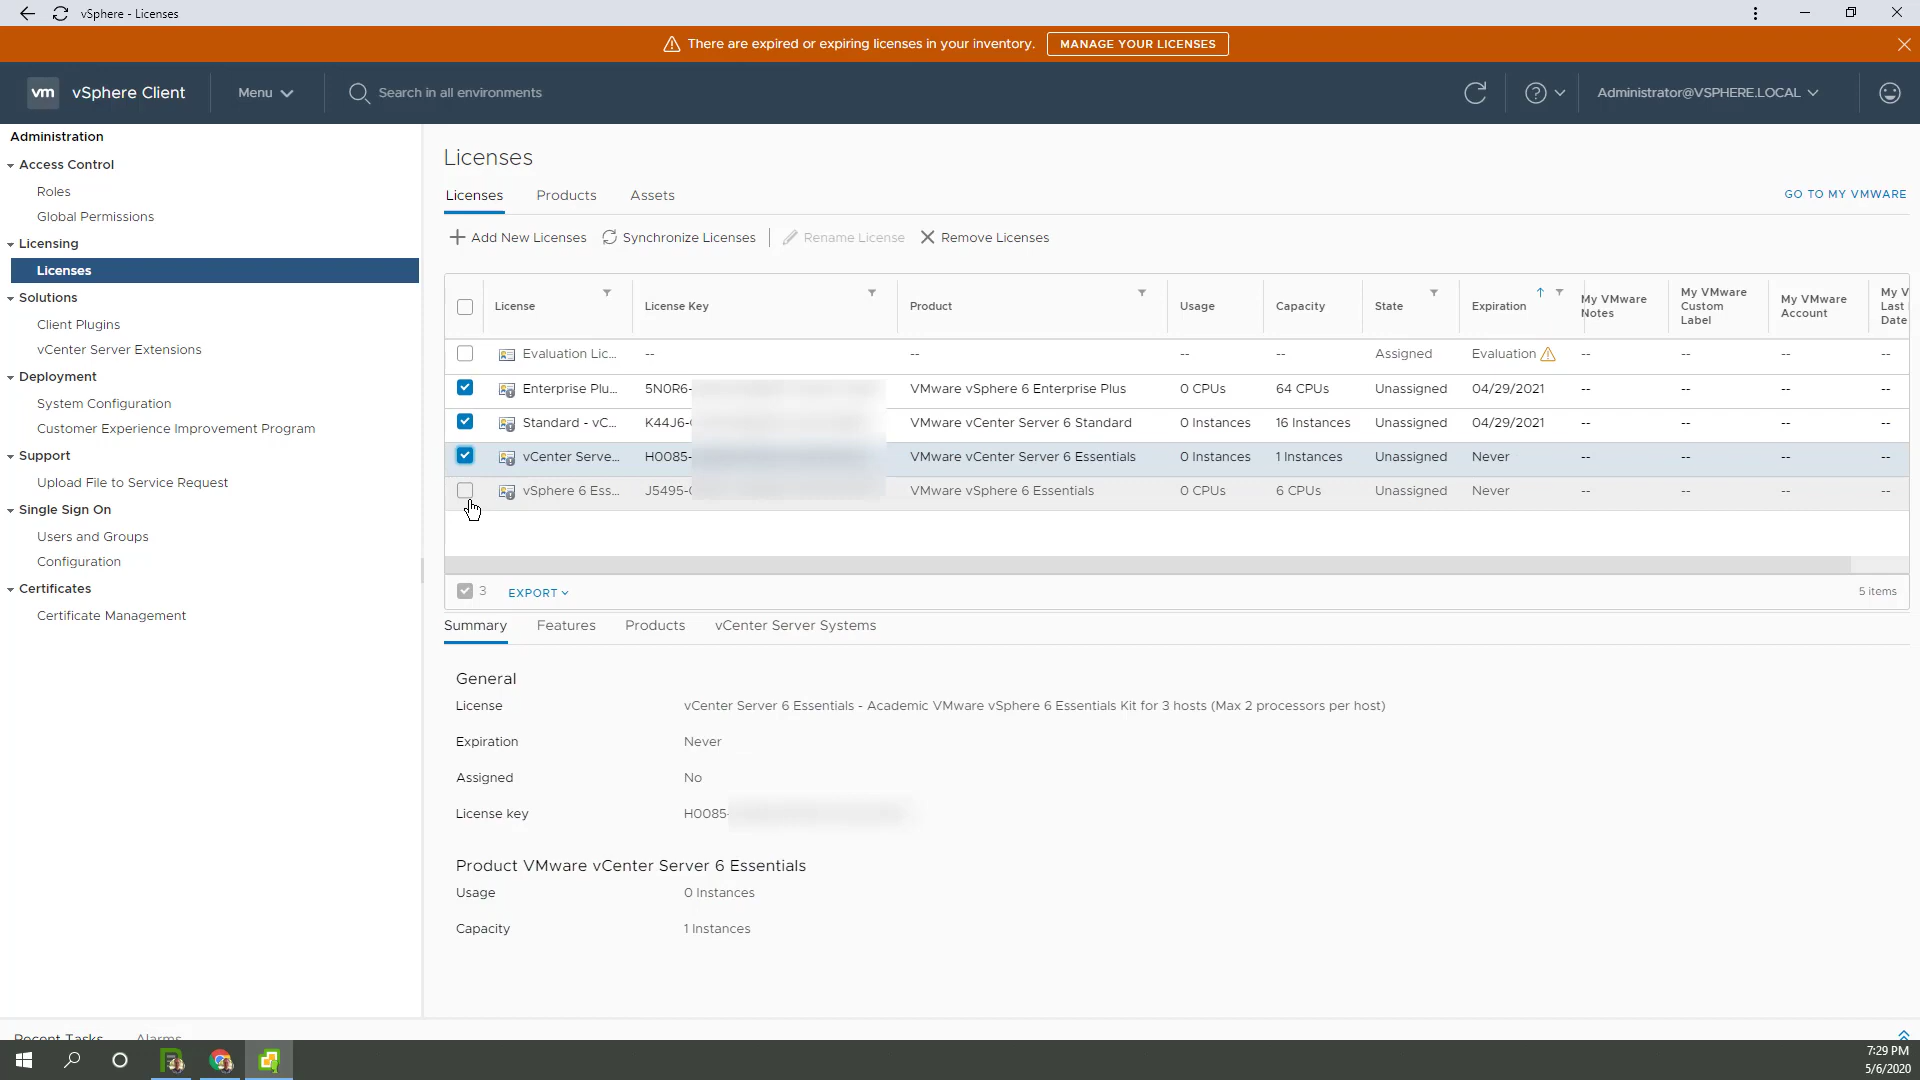 vSphere - Licenses
There are expired or expiring licenses in your inventory. MANAGE YOUR LICENSES
vm vSphere Client Menu Search in all environments Administrator@VSPHERE.LOCAL
Administration
Access Control
Roles
Global Permissions
Licensing
Licenses
Solutions
Client Plugins
vCenter Server Extensions
Deployment
System Configuration
Customer Experience Improvement Program
Support
Upload File to Service Request
Single Sign On
Users and Groups
Configuration
Certificates
Certificate Management
Licenses
Licenses Products Assets GO TO MY VMWARE
Add New Licenses Synchronize Licenses Rename License Remove Licenses
License License Key Product Usage Capacity State Expiration My VMware Notes My VMware Custom Label My VMware Account My V Last Date
Evaluation Lic... -- -- -- -- Assigned Evaluation -- -- -- --
Enterprise Plu... 5N0R6- VMware vSphere 6 Enterprise Plus 0 CPUs 64 CPUs Unassigned 04/29/2021 -- -- -- --
Standard - vC... K44J6- VMware vCenter Server 6 Standard 0 Instances 16 Instances Unassigned 04/29/2021 -- -- -- --
vCenter Serve... H0085- VMware vCenter Server 6 Essentials 0 Instances 1 Instances Unassigned Never -- -- -- --
vSphere 6 Ess... J5495- VMware vSphere 6 Essentials 0 CPUs 6 CPUs Unassigned Never -- -- -- --
3 EXPORT 5 items
Summary Features Products vCenter Server Systems
General
License vCenter Server 6 Essentials - Academic VMware vSphere 6 Essentials Kit for 3 hosts (Max 2 processors per host)
Expiration Never
Assigned No
License key H0085-
Product VMware vCenter Server 6 Essentials
Usage 0 Instances
Capacity 1 Instances
Recent Tasks Alarms
7:29 PM
5/6/2020